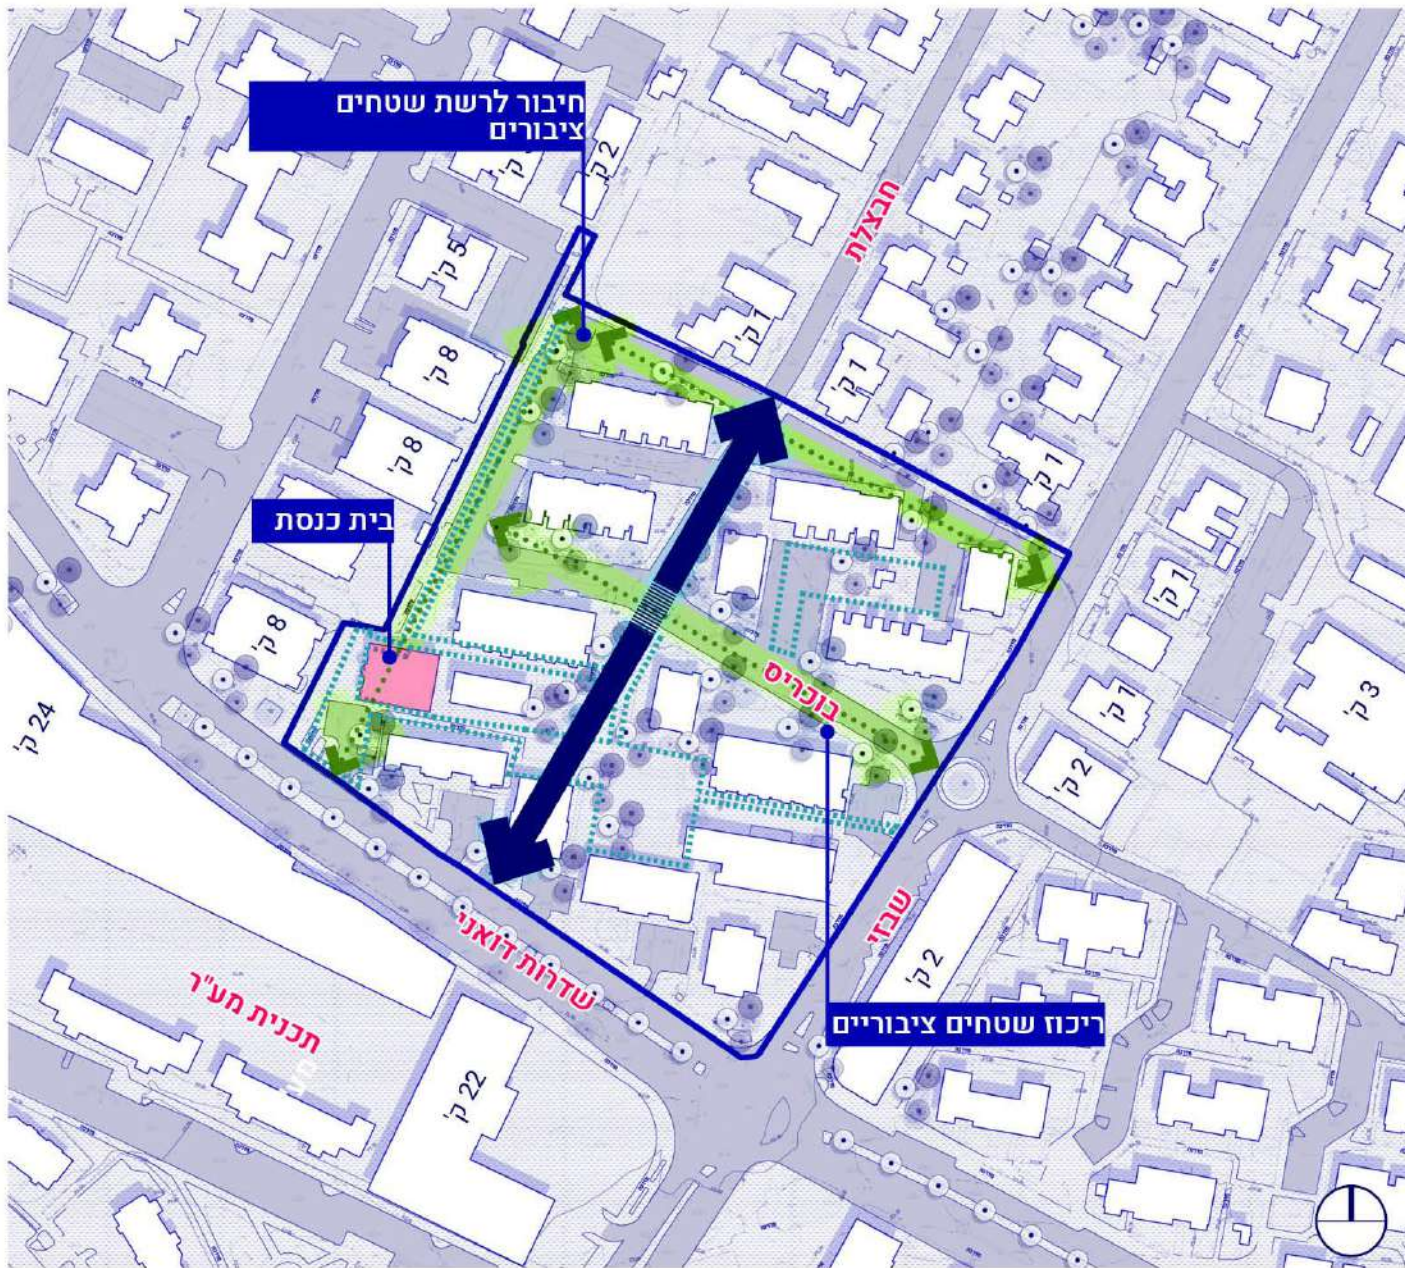 חיבור לרשת שטחים
ציבורים
2 ק'
חבצלת
5 ק'
1 ק'
8 ק'
1 ק'
8 ק'
1 ק'
בית כנסת
8 ק'
1 ק'
בוכריס
1 ק'
3 ק'
24 ק'
2 ק'
שבזי
שדרות דואני
2 ק'
תכנית מע"ר
ריכוז שטחים ציבוריים
22 ק'